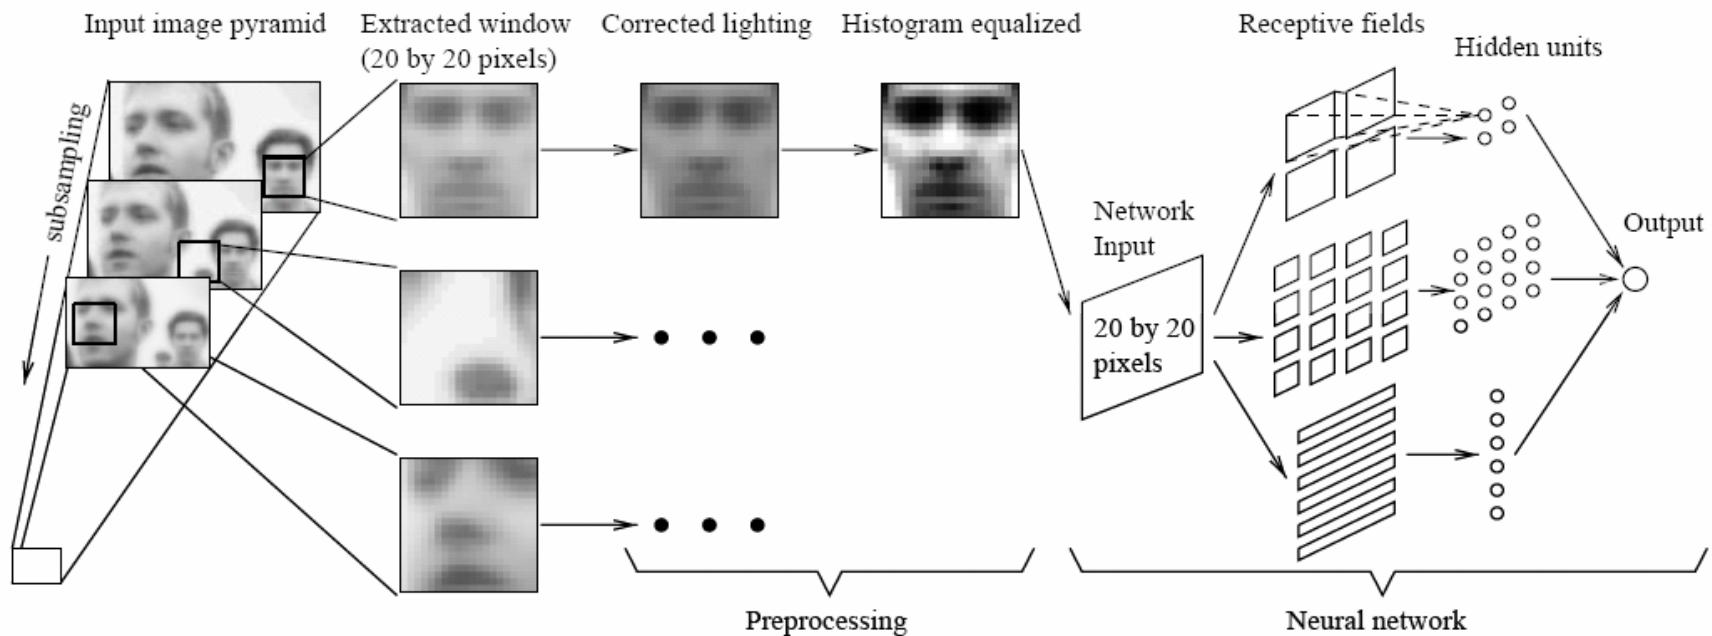 Input image pyramid
Extracted window
(20 by 20 pixels)
Corrected lighting
Histogram equalized
Receptive fields
Hidden units
subsampling
Network
Input
20 by 20
pixels
Output
Preprocessing
Neural network